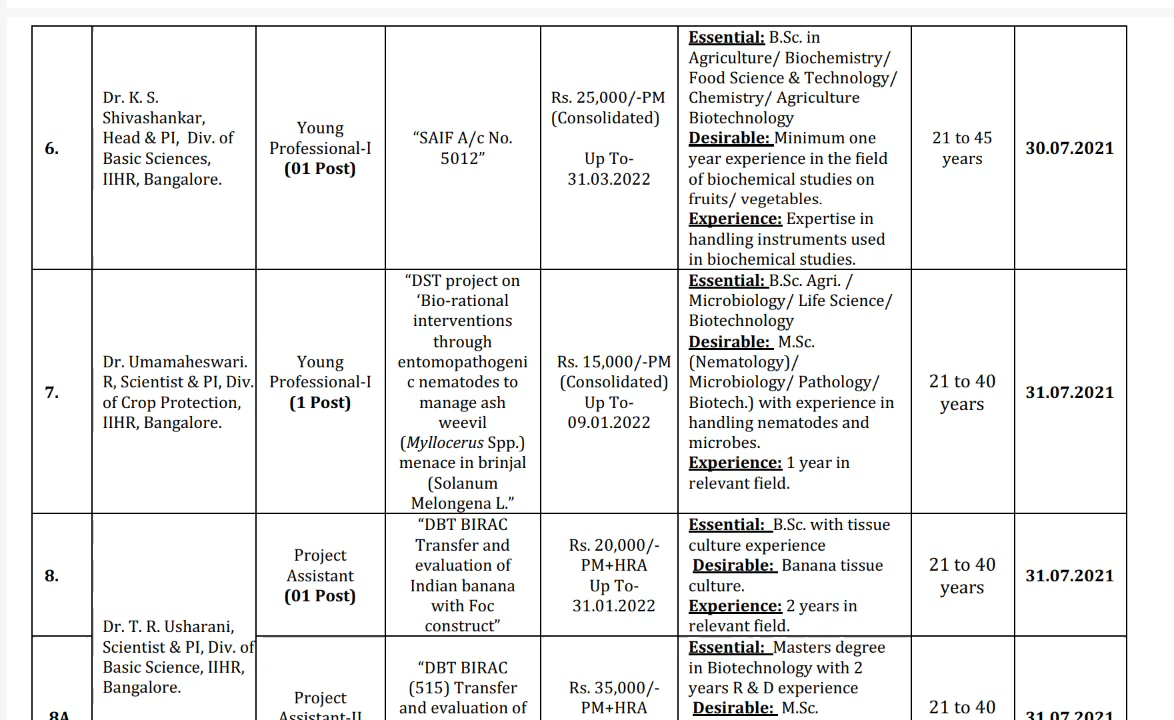 6.
Dr. K. S.
Shivashankar,
Head & PI, Div. of
Basic Sciences,
IIHR, Bangalore.
Young
Professional-I
(01 Post)
“SAIF A/c No.
5012”
Rs. 25,000/-PM
(Consolidated)
Up To-
31.03.2022
Essential: B.Sc. in
Agriculture/ Biochemistry/
Food Science & Technology/
Chemistry/ Agriculture
Biotechnology
Desirable: Minimum one
year experience in the field
of biochemical studies on
fruits/ vegetables.
Experience: Expertise in
handling instruments used
in biochemical studies.
21 to 45
years
30.07.2021
7.
Dr. Umamaheswari.
R, Scientist & PI, Div.
of Crop Protection,
IIHR, Bangalore.
Young
Professional-I
(1 Post)
“DST project on
‘Bio-rational
interventions
through
entomopathogeni
c nematodes to
manage ash
weevil
(Myllocerus Spp.)
menace in brinjal
(Solanum
Melongena L.”
Rs. 15,000/-PM
(Consolidated)
Up To-
09.01.2022
Essential: B.Sc. Agri. /
Microbiology/ Life Science/
Biotechnology
Desirable: M.Sc.
(Nematology)/
Microbiology/ Pathology/
Biotech.) with experience in
handling nematodes and
microbes.
Experience: 1 year in
relevant field.
21 to 40
years
31.07.2021
8.
Dr. T. R. Usharani,
Scientist & PI, Div. of
Basic Science, IIHR,
Bangalore.
Project
Assistant
(01 Post)
“DBT BIRAC
Transfer and
evaluation of
Indian banana
with Foc
construct”
Rs. 20,000/-
PM+HRA
Up To-
31.01.2022
Essential: B.Sc. with tissue
culture experience
Desirable: Banana tissue
culture.
Experience: 2 years in
relevant field.
21 to 40
years
31.07.2021
8A
Project
Assistant-II
“DBT BIRAC
(515) Transfer
and evaluation of
Rs. 35,000/-
PM+HRA
Essential: Masters degree
in Biotechnology with 2
years R & D experience
Desirable: M.Sc.
21 to 40
31.07.2021